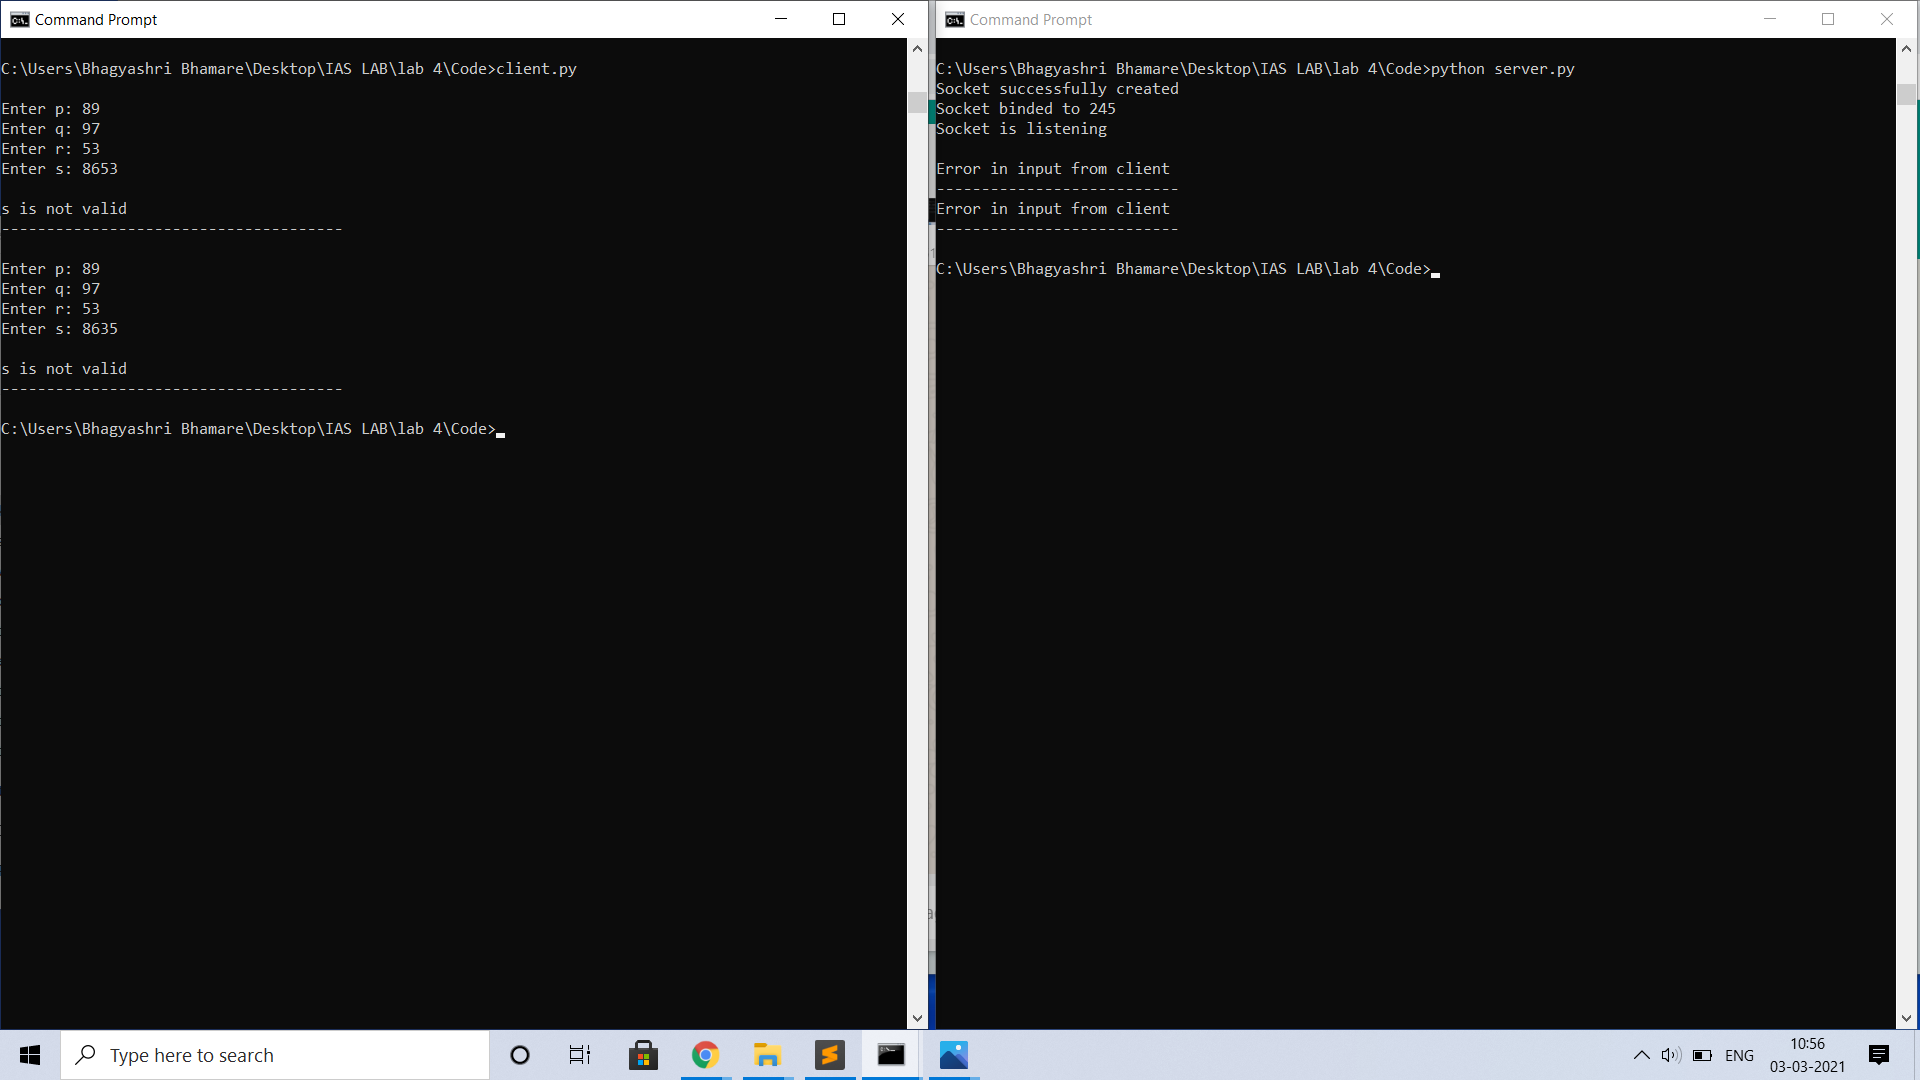 Command Prompt
C:\Users\Bhagyashri Bhamare\Desktop\IAS LAB\lab 4\Code>client.py
Enter p: 89
Enter q: 97
Enter r: 53
Enter s: 8653
s is not valid
--------------------------------------
Enter p: 89
Enter q: 97
Enter r: 53
Enter s: 8635
s is not valid
--------------------------------------
C:\Users\Bhagyashri Bhamare\Desktop\IAS LAB\lab 4\Code>
Command Prompt
C:\Users\Bhagyashri Bhamare\Desktop\IAS LAB\lab 4\Code>python server.py
Socket successfully created
Socket binded to 245
Socket is listening
Error in input from client
---------------------------
Error in input from client
---------------------------
C:\Users\Bhagyashri Bhamare\Desktop\IAS LAB\lab 4\Code>
Type here to search
ENG
10:56
03-03-2021